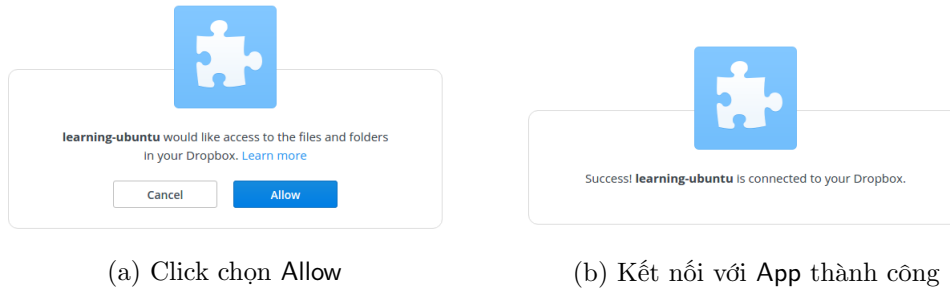 learning-ubuntu would like access to the files and folders
in your Dropbox. Learn more
Cancel
Allow
(a) Click chọn Allow
Success! learning-ubuntu is connected to your Dropbox.
(b) Kết nối với App thành công